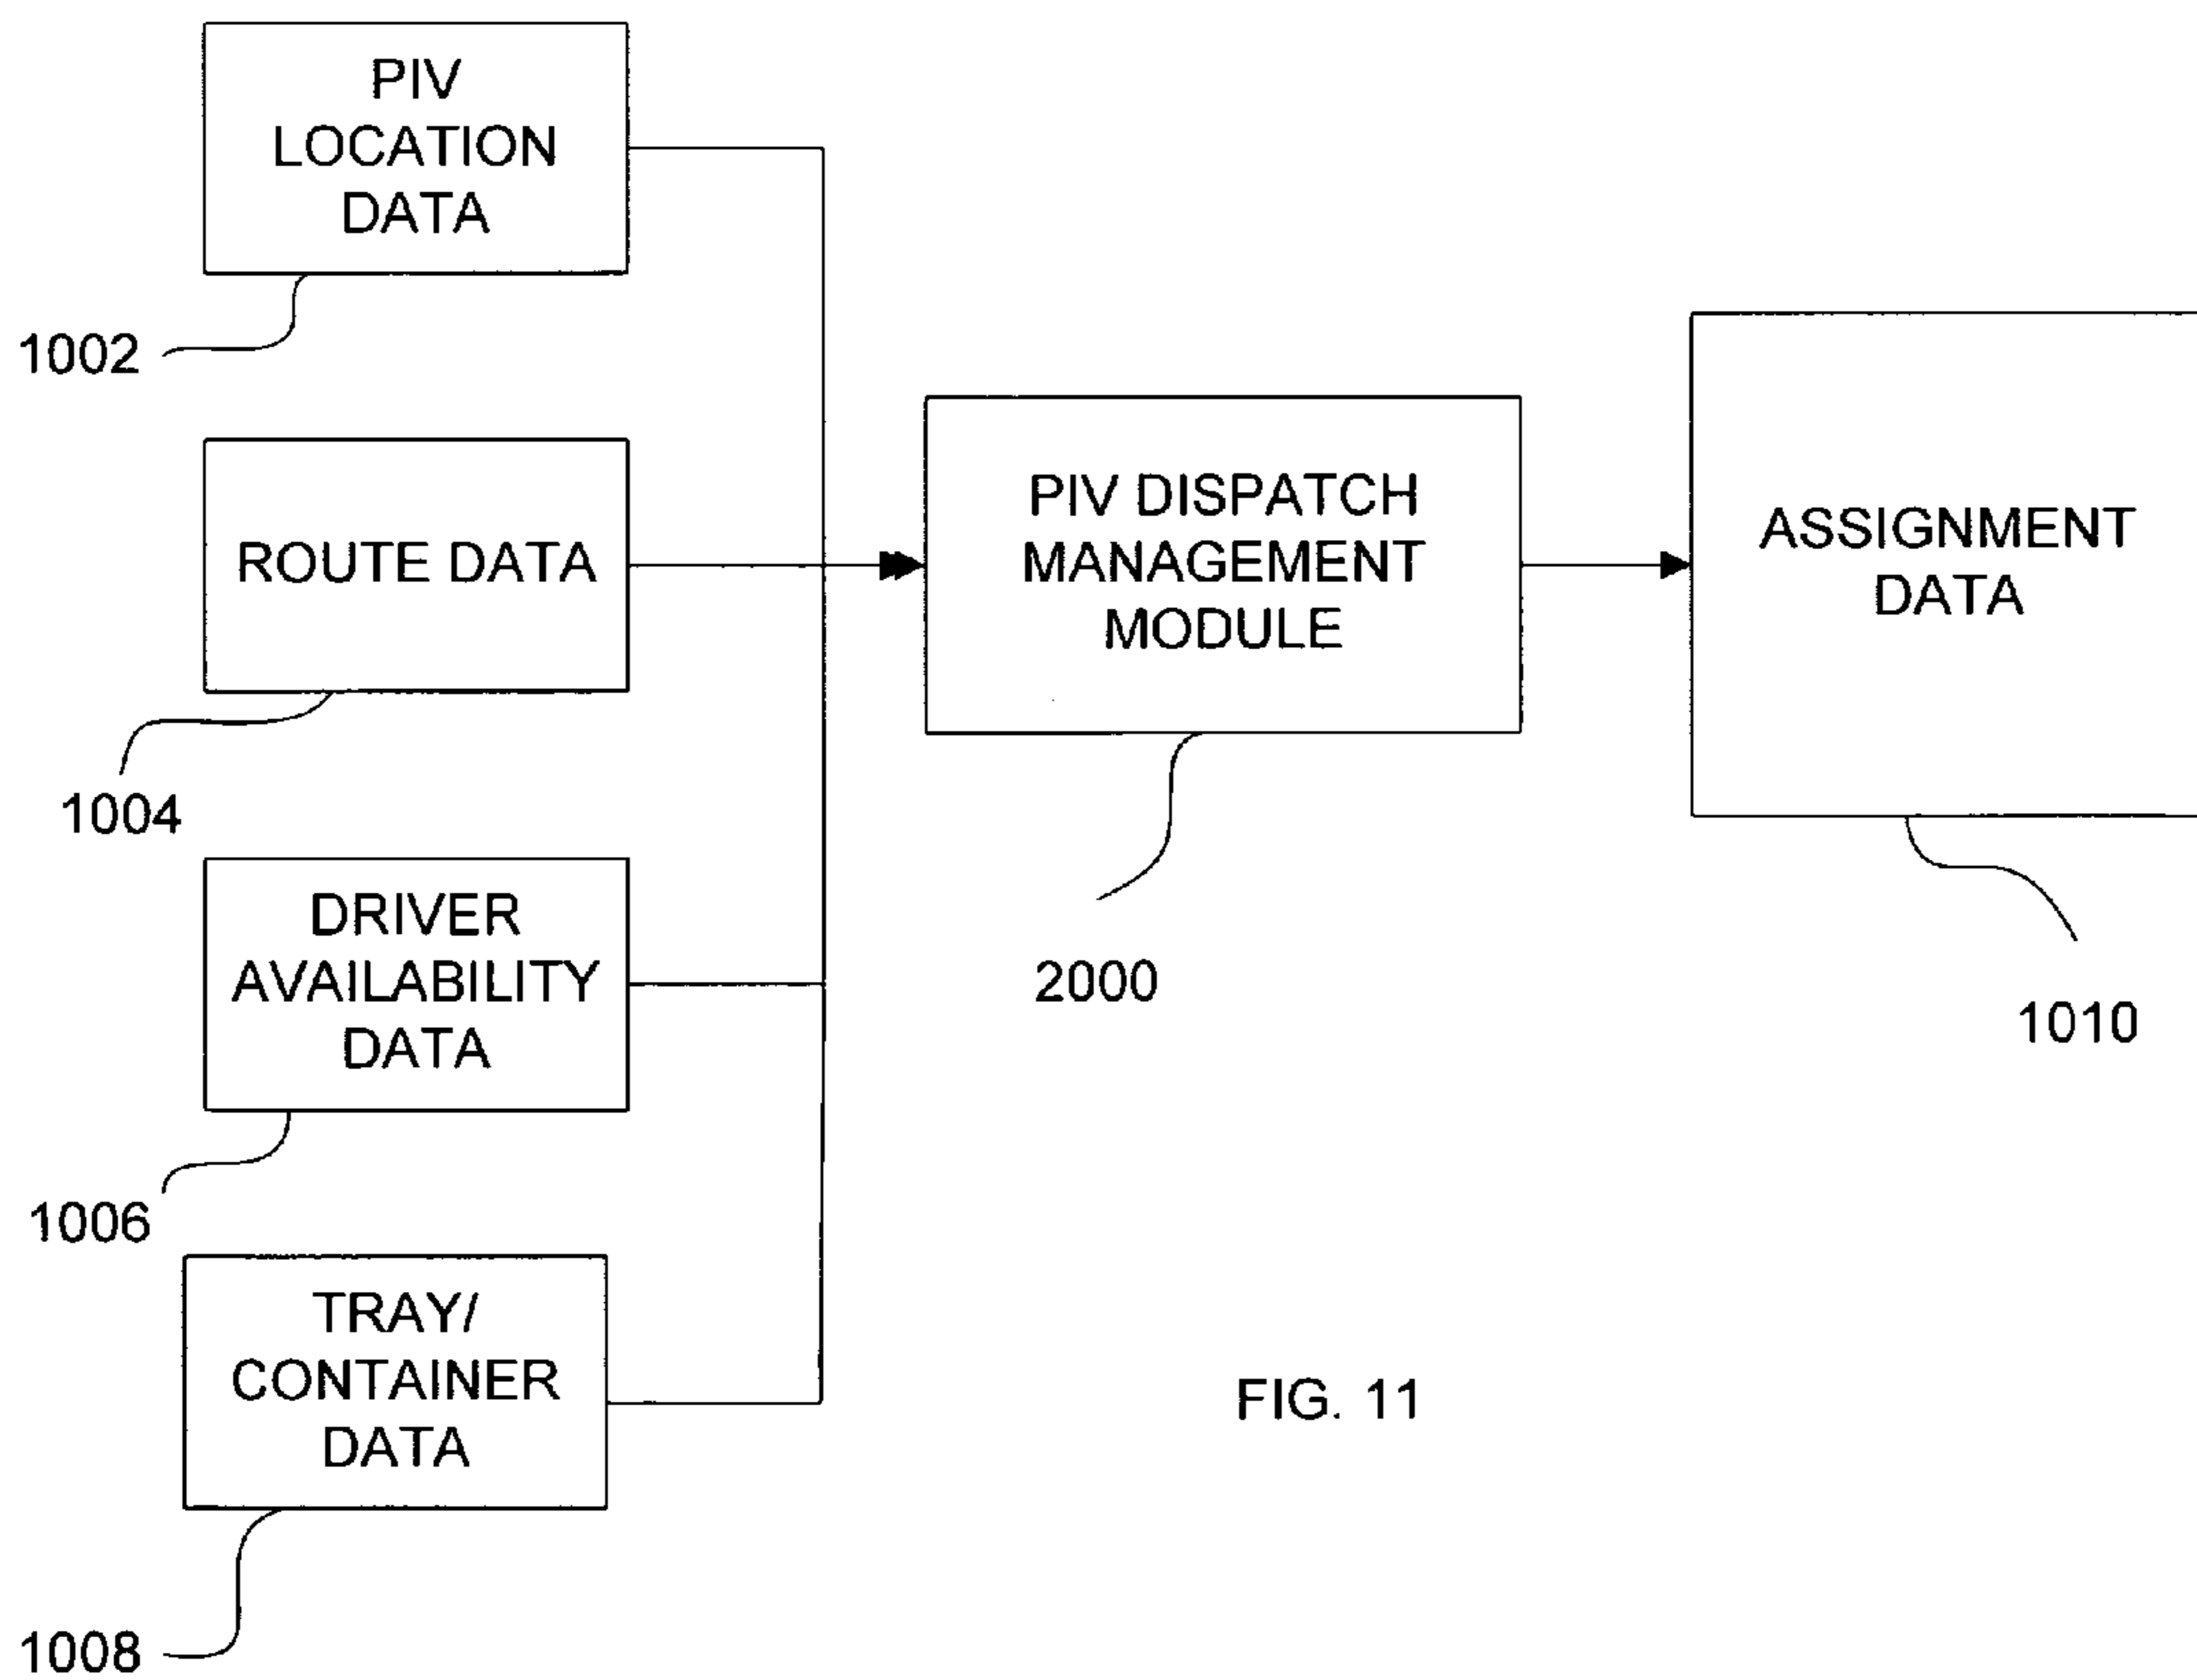 PIV
LOCATION
DATA
1002
ROUTE DATA
1004
DRIVER
AVAILABILITY
DATA
1006
TRAY/
CONTAINER
DATA
1008
PIV DISPATCH
MANAGEMENT
MODULE
2000
ASSIGNMENT
DATA
1010
FIG. 11